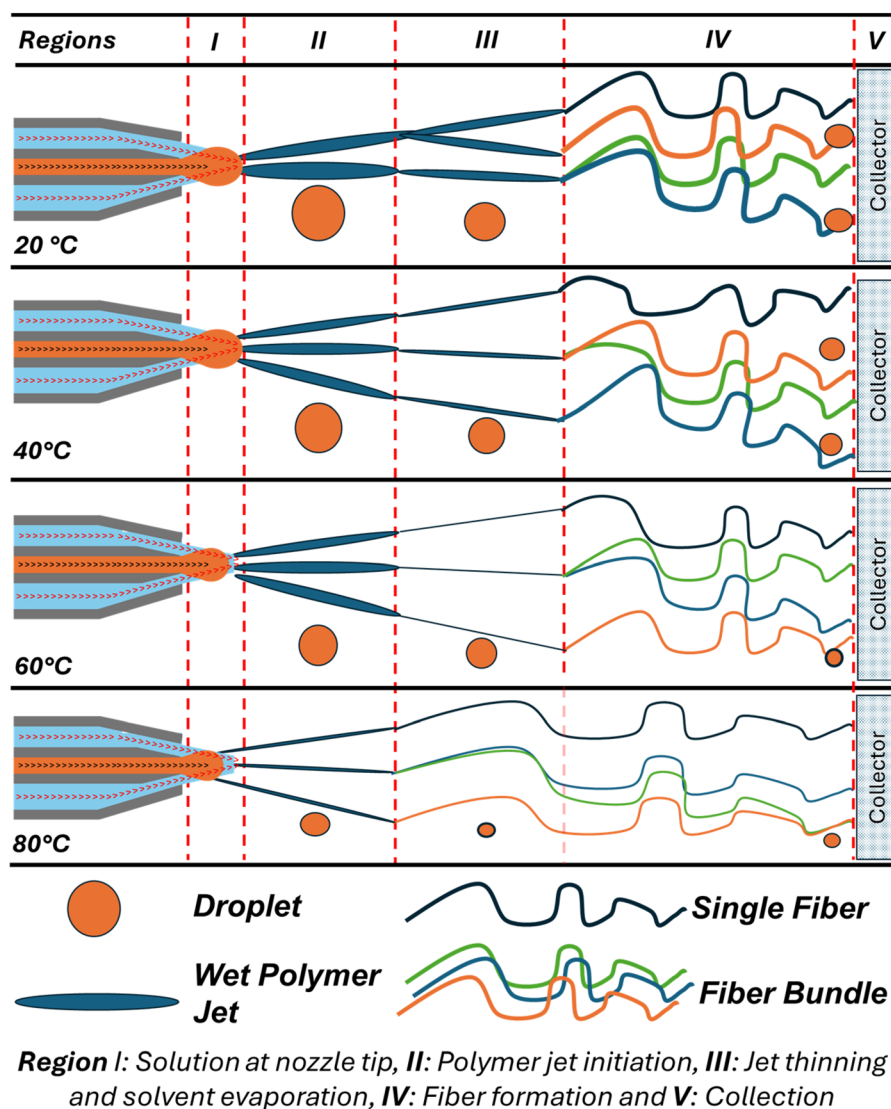 Regions I II III IV V
20 °C
Collector
40°C
Collector
60°C
Collector
80°C
Collector
Droplet
Single Fiber
Wet Polymer
Jet
Fiber Bundle
Region I: Solution at nozzle tip, II: Polymer jet initiation, III: Jet thinning
and solvent evaporation, IV: Fiber formation and V: Collection